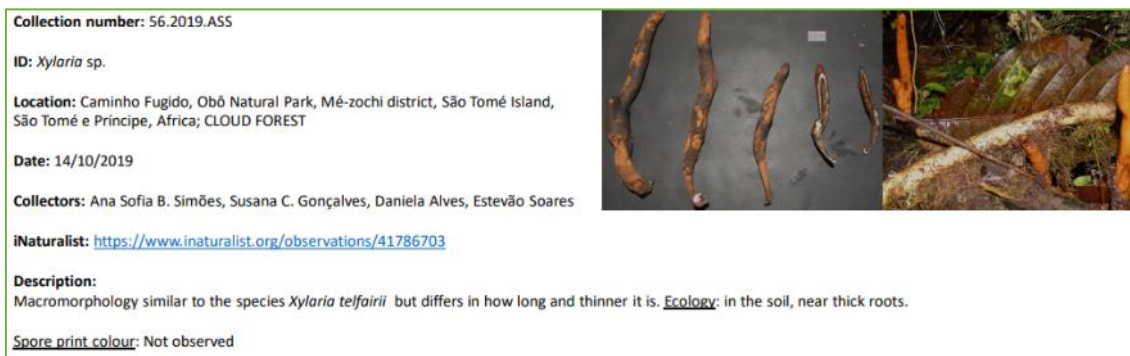 Collection number: 56.2019.ASS
ID: Xylaria sp.
Location: Caminho Fugido, Obô Natural Park, Mé-zochi district, São Tomé Island,
São Tomé e Príncipe, Africa; CLOUD FOREST
Date: 14/10/2019
Collectors: Ana Sofia B. Simões, Susana C. Gonçalves, Daniela Alves, Estevão Soares
iNaturalist: https://www.inaturalist.org/observations/41786703
Description:
Macromorphology similar to the species Xylaria telfairii but differs in how long and thinner it is. Ecology: in the soil, near thick roots.
Spore print colour: Not observed